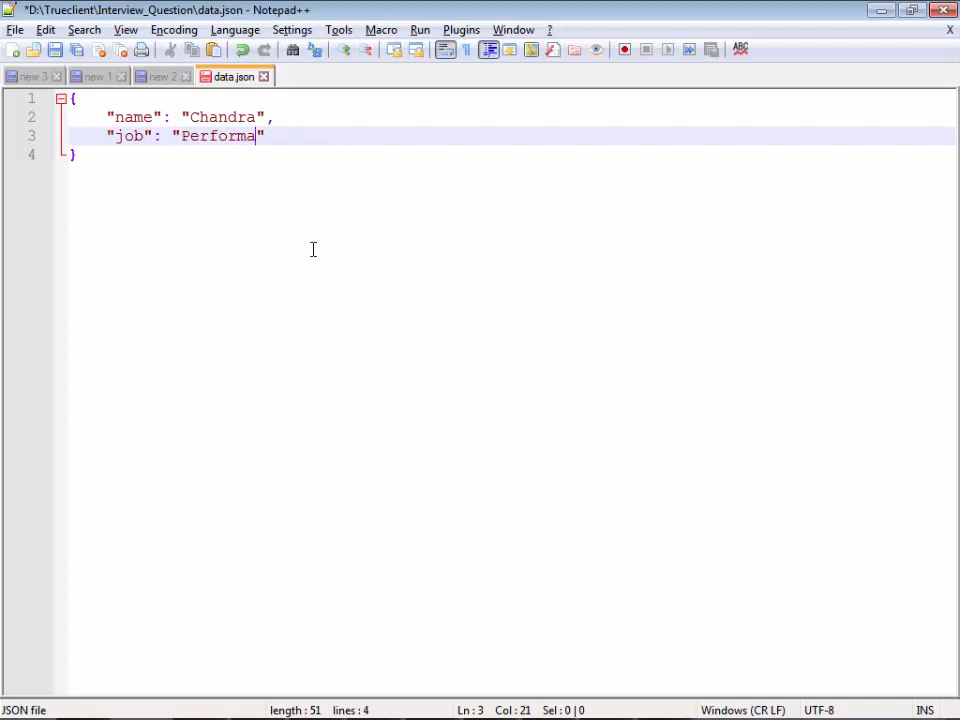 *D:\Trueclient\Interview_Question\data.json - Notepad++
File Edit Search View Encoding Language Settings Tools Macro Run Plugins Window ? X
ABC
new 3 new 1 new 2 data.json
1 {
2 "name": "Chandra",
3 "job": "Performa"
4 }
JSON file length : 51 lines : 4 Ln : 3 Col : 21 Sel : 0 | 0 Windows (CR LF) UTF-8 INS